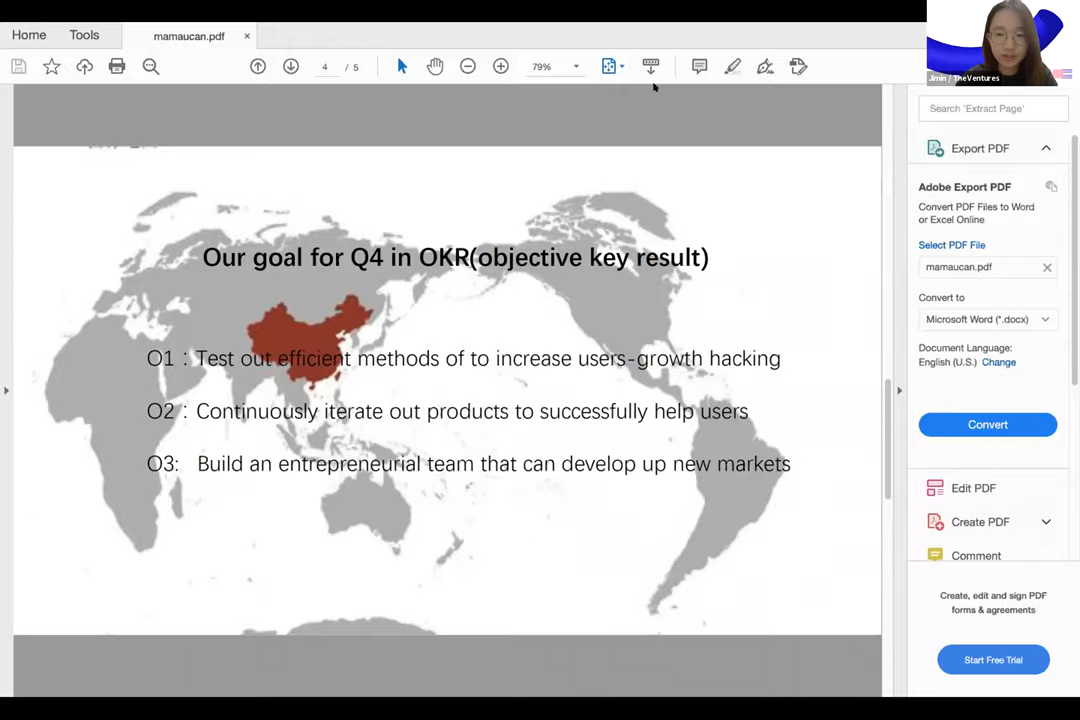 Home
Tools
mamaucan.pdf
4 / 5
79%
Jimin / TheVentures
Search 'Extract Page'
Export PDF
Adobe Export PDF
Convert PDF Files to Word
or Excel Online
Select PDF File
mamaucan.pdf
Convert to
Microsoft Word (*.docx)
Document Language:
English (U.S.) Change
Convert
Edit PDF
Create PDF
Comment
Create, edit and sign PDF
forms & agreements
Start Free Trial
Our goal for Q4 in OKR(objective key result)
O1：Test out efficient methods of to increase users-growth hacking
O2：Continuously iterate out products to successfully help users
O3: Build an entrepreneurial team that can develop up new markets